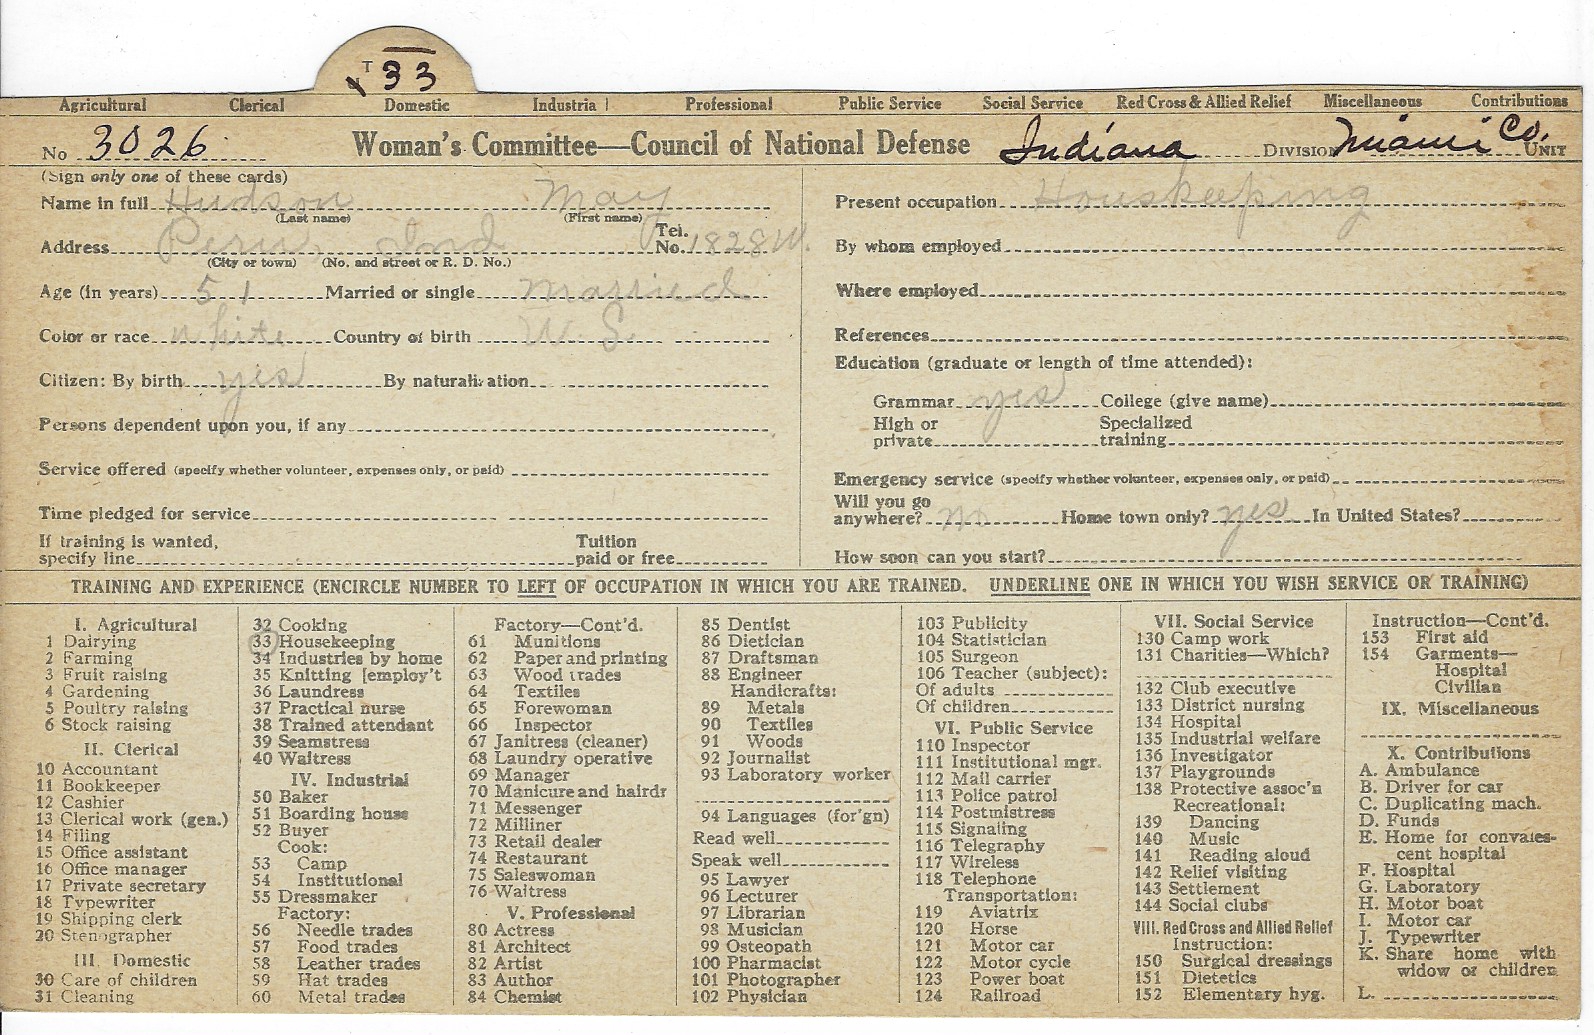 T 33
Agricultural Clerical Domestic Industrial Professional Public Service Social Service Red Cross & Allied Relief Miscellaneous Contributions
No 3026 Woman's Committee—Council of National Defense Indiana Division Miami Co. Unit
(Sign only one of these cards)
Name in full Hudson May
(Last name) (First name)
Address Peru, Ind Tel. No. 1828 W.
(City or town) (No. and street or R. D. No.)
Age (in years) 51 Married or single Married
Color or race white Country of birth U. S.
Citizen: By birth yes By naturalization
Persons dependent upon you, if any
Service offered (specify whether volunteer, expenses only, or paid)
Time pledged for service
If training is wanted, specify line Tuition paid or free
Present occupation Houskeeping
By whom employed
Where employed
References
Education (graduate or length of time attended):
Grammar yes College (give name)
High or private Specialized training
Emergency service (specify whether volunteer, expenses only, or paid)
Will you go anywhere? No Home town only? yes In United States?
How soon can you start?
TRAINING AND EXPERIENCE (ENCIRCLE NUMBER TO LEFT OF OCCUPATION IN WHICH YOU ARE TRAINED. UNDERLINE ONE IN WHICH YOU WISH SERVICE OR TRAINING)
I. Agricultural
1 Dairying
2 Farming
3 Fruit raising
4 Gardening
5 Poultry raising
6 Stock raising
II. Clerical
10 Accountant
11 Bookkeeper
12 Cashier
13 Clerical work (gen.)
14 Filing
15 Office assistant
16 Office manager
17 Private secretary
18 Typewriter
19 Shipping clerk
20 Stenographer
III. Domestic
30 Care of children
31 Cleaning
32 Cooking
33 Housekeeping
34 Industries by home
35 Knitting [employ't
36 Laundress
37 Practical nurse
38 Trained attendant
39 Seamstress
40 Waitress
IV. Industrial
50 Baker
51 Boarding house
52 Buyer
Cook:
53 Camp
54 Institutional
55 Dressmaker
Factory:
56 Needle trades
57 Food trades
58 Leather trades
59 Hat trades
60 Metal trades
Factory—Cont'd.
61 Munitions
62 Paper and printing
63 Wood trades
64 Textiles
65 Forewoman
66 Inspector
67 Janitress (cleaner)
68 Laundry operative
69 Manager
70 Manicure and hairdr
71 Messenger
72 Milliner
73 Retail dealer
74 Restaurant
75 Saleswoman
76 Waitress
V. Professional
80 Actress
81 Architect
82 Artist
83 Author
84 Chemist
85 Dentist
86 Dietician
87 Draftsman
88 Engineer
Handicrafts:
89 Metals
90 Textiles
91 Woods
92 Journalist
93 Laboratory worker
94 Languages (for'gn)
Read well
Speak well
95 Lawyer
96 Lecturer
97 Librarian
98 Musician
99 Osteopath
100 Pharmacist
101 Photographer
102 Physician
103 Publicity
104 Statistician
105 Surgeon
106 Teacher (subject):
Of adults
Of children
VI. Public Service
110 Inspector
111 Institutional mgr.
112 Mail carrier
113 Police patrol
114 Postmistress
115 Signaling
116 Telegraphy
117 Wireless
118 Telephone
Transportation:
119 Aviatrix
120 Horse
121 Motor car
122 Motor cycle
123 Power boat
124 Railroad
VII. Social Service
130 Camp work
131 Charities—Which?
132 Club executive
133 District nursing
134 Hospital
135 Industrial welfare
136 Investigator
137 Playgrounds
138 Protective assoc'n
Recreational:
139 Dancing
140 Music
141 Reading aloud
142 Relief visiting
143 Settlement
144 Social clubs
VIII. Red Cross and Allied Relief
Instruction:
150 Surgical dressings
151 Dietetics
152 Elementary hyg.
Instruction—Cont'd.
153 First aid
154 Garments—
Hospital
Civilian
IX. Miscellaneous
X. Contributions
A. Ambulance
B. Driver for car
C. Duplicating mach.
D. Funds
E. Home for convales-
cent hospital
F. Hospital
G. Laboratory
H. Motor boat
I. Motor car
J. Typewriter
K. Share home with
widow or children
L.